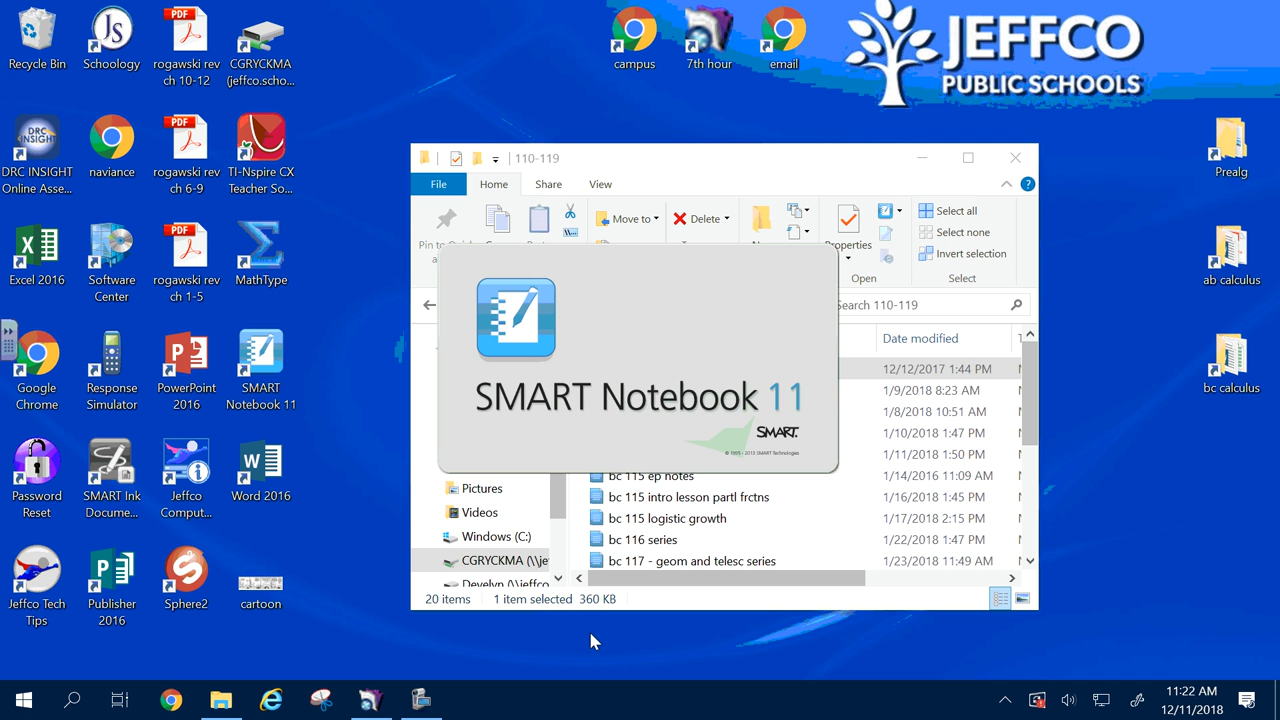 Recycle Bin
Schoology
rogawski rev
ch 10-12
CGRYCKMA
(jeffco.scho...
campus
7th hour
email
JEFFCO
PUBLIC SCHOOLS
DRC INSIGHT
Online Asse...
naviance
rogawski rev
ch 6-9
TI-Nspire CX
Teacher So...
Prealg
Excel 2016
Software
Center
rogawski rev
ch 1-5
MathType
ab calculus
Google
Chrome
Response
Simulator
PowerPoint
2016
SMART
Notebook 11
bc calculus
Password
Reset
SMART Ink
Docume...
Jeffco
Comput...
Word 2016
Jeffco Tech
Tips
Publisher
2016
Sphere2
cartoon
110-119
File
Home
Share
View
Move to
Delete
Properties
Select all
Select none
Invert selection
Open
Select
Search 110-119
Date modified
12/12/2017 1:44 PM
1/9/2018 8:23 AM
1/8/2018 10:51 AM
1/10/2018 1:47 PM
1/11/2018 1:50 PM
SMART Notebook 11
SMART
© 1995 - 2013 SMART Technologies
bc 115 ep notes 1/14/2016 11:09 AM
bc 115 intro lesson partl frctns 1/16/2018 1:45 PM
bc 115 logistic growth 1/17/2018 2:15 PM
bc 116 series 1/22/2018 1:47 PM
bc 117 - geom and telesc series 1/23/2018 11:49 AM
Pictures
Videos
Windows (C:)
CGRYCKMA (\\je
Develyn (\\jeffco
20 items 1 item selected 360 KB
11:22 AM
12/11/2018